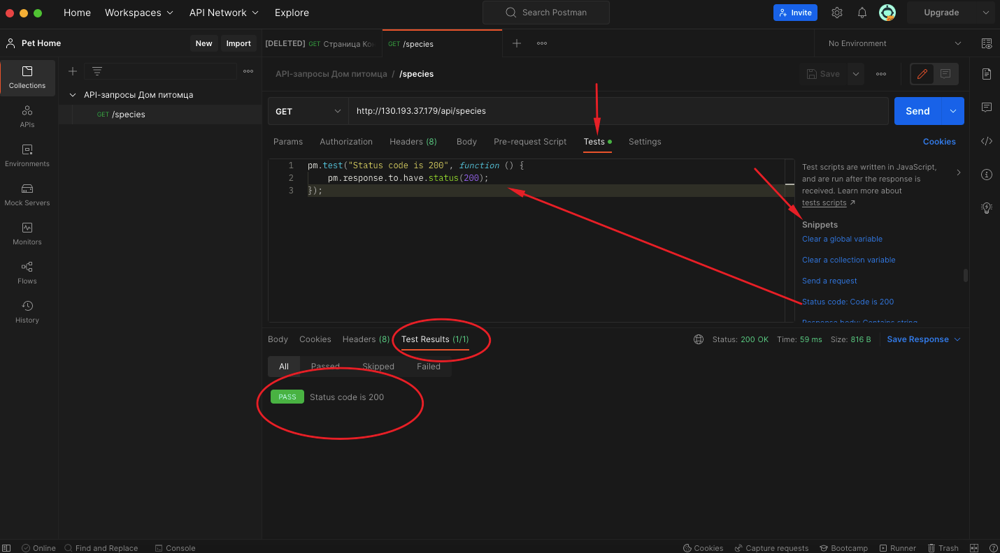 Home Workspaces API Network Explore Search Postman Invite Upgrade
Pet Home New Import [DELETED] GET Страница Ко GET /species No Environment
API-запросы Дом питомца / /species Save
Collections
API-запросы Дом питомца
GET /species
GET http://130.193.37.179/api/species Send
APIs
Params Authorization Headers (8) Body Pre-request Script Tests Settings Cookies
Environments
1 pm.test("Status code is 200", function () {
2 pm.response.to.have.status(200);
3 });
Test scripts are written in JavaScript,
and are run after the response is
received. Learn more about
tests scripts
Mock Servers
Snippets
Clear a global variable
Monitors
Clear a collection variable
Flows
Send a request
Status code: Code is 200
History
Response body: Contains string
Body Cookies Headers (8) Test Results (1/1) Status: 200 OK Time: 59 ms Size: 816 B Save Response
All Passed Skipped Failed
PASS Status code is 200
Online Find and Replace Console Cookies Capture requests Bootcamp Runner Trash